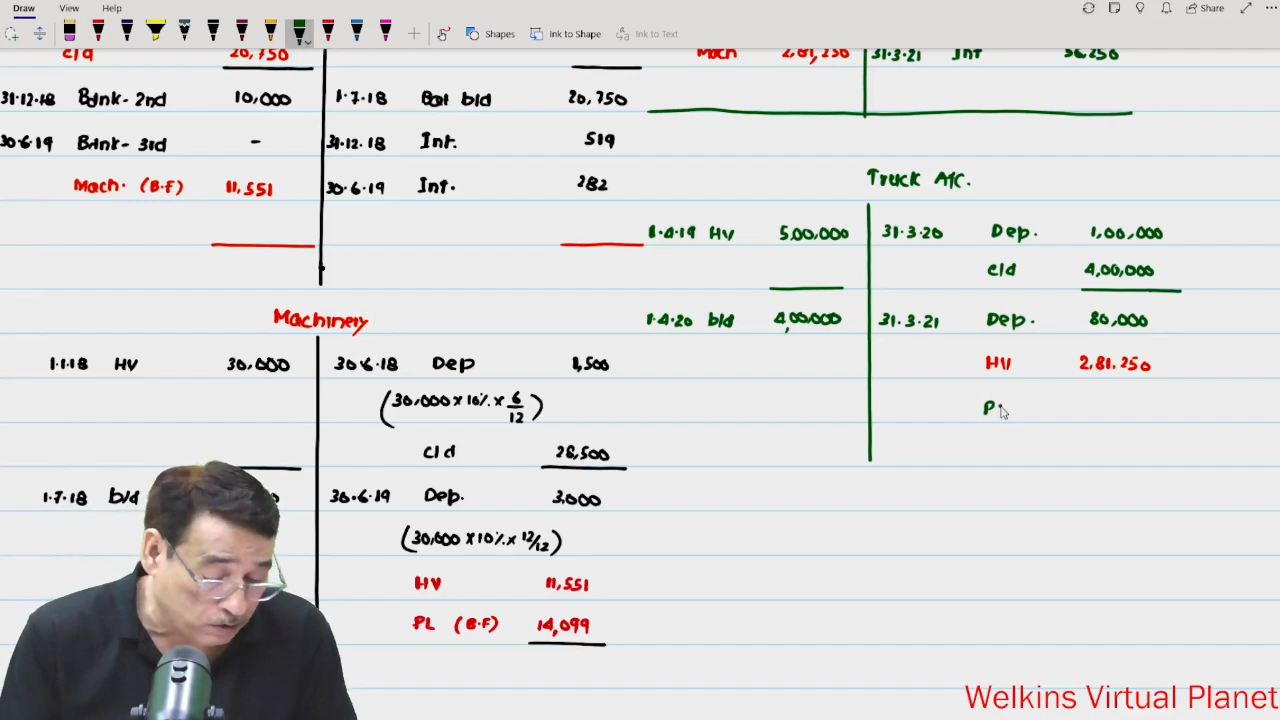 Draw View Help Share
Shapes Ink to Shape Ink to Text
c/d 20,750
31.12.18 Bank - 2nd 10,000 1.7.18 Bal b/d 20,750
30.6.19 Bank - 3rd - 31.12.18 Int. 519
Mach. (B.F) 11,551 30.6.19 Int. 282
Mach 2,81,250 31.3.21 Int 56250
Truck A/C.
1.4.19 HV 5,00,000 31.3.20 Dep. 1,00,000
c/d 4,00,000
1.4.20 b/d 4,00,000 31.3.21 Dep. 80,000
HV 2,81,250
P
Machinery
1.1.18 HV 30,000 30.6.18 Dep 1,500
(30,000 × 10% × 6/12)
c/d 28,500
1.7.18 b/d 30.6.19 Dep. 3,000
(30,000 × 10% × 12/12)
HV 11,551
PL (B.F) 14,099
Welkins Virtual Planet